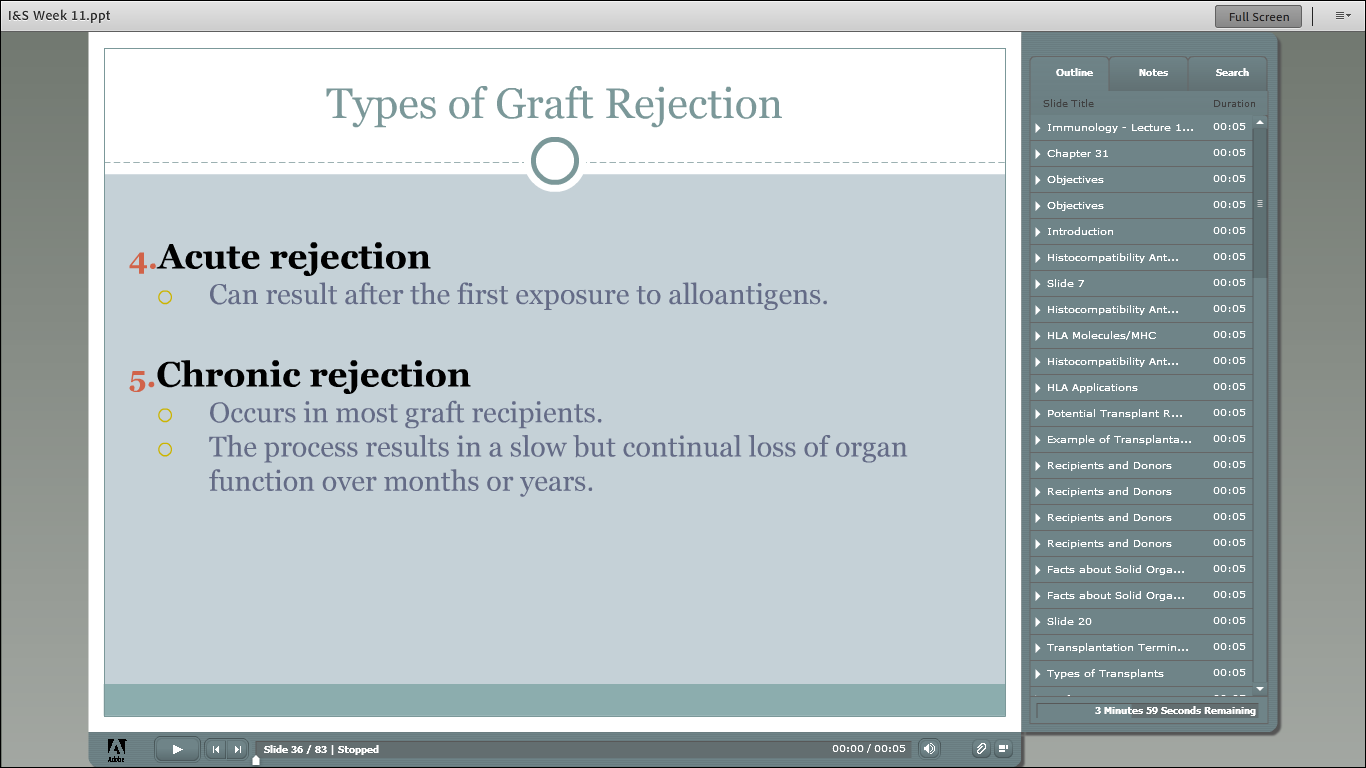 I&S Week 11.ppt
Full Screen
Types of Graft Rejection
4.Acute rejection
Can result after the first exposure to alloantigens.
5.Chronic rejection
Occurs in most graft recipients.
The process results in a slow but continual loss of organ
function over months or years.
Outline Notes Search
Slide Title Duration
Immunology - Lecture 1... 00:05
Chapter 31 00:05
Objectives 00:05
Objectives 00:05
Introduction 00:05
Histocompatibility Ant... 00:05
Slide 7 00:05
Histocompatibility Ant... 00:05
HLA Molecules/MHC 00:05
Histocompatibility Ant... 00:05
HLA Applications 00:05
Potential Transplant R... 00:05
Example of Transplanta... 00:05
Recipients and Donors 00:05
Recipients and Donors 00:05
Recipients and Donors 00:05
Recipients and Donors 00:05
Facts about Solid Orga... 00:05
Facts about Solid Orga... 00:05
Slide 20 00:05
Transplantation Termin... 00:05
Types of Transplants 00:05
3 Minutes 59 Seconds Remaining
Adobe
Slide 36 / 83 | Stopped 00:00 / 00:05